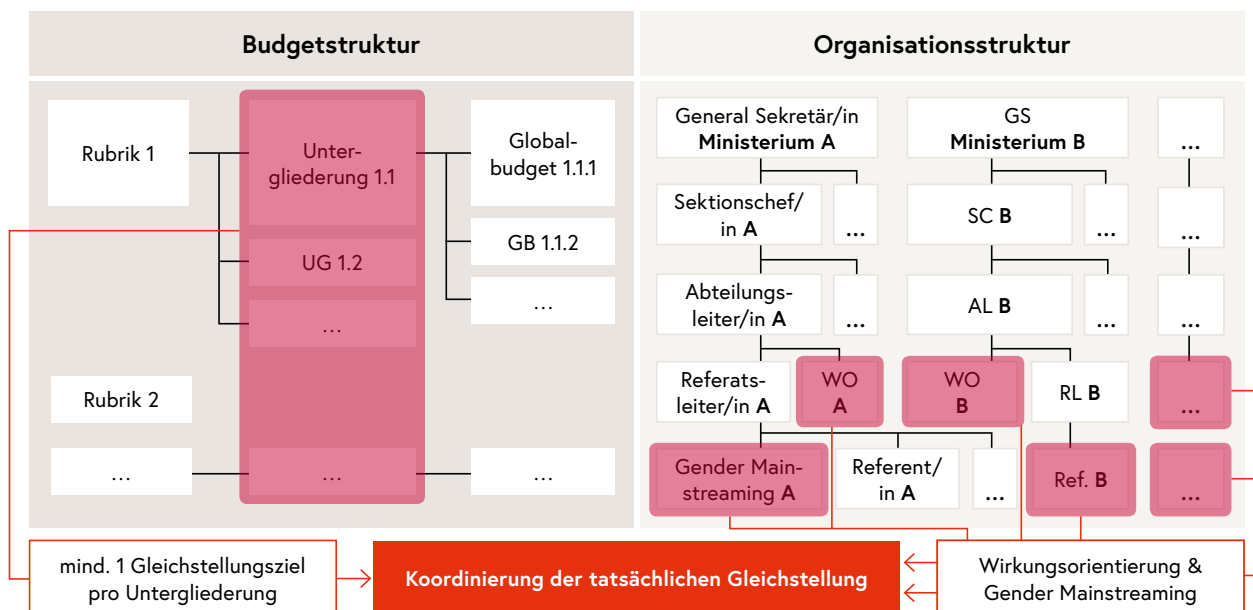 Budgetstruktur
Rubrik 1
Unter-
gliederung 1.1
Global-
budget 1.1.1
GB 1.1.2
UG 1.2
…
…
Rubrik 2
…
…
…
Organisationsstruktur
General Sekretär/in
Ministerium A
GS
Ministerium B
...
Sektionschef/
in A
...
SC B
...
...
Abteilungs-
leiter/in A
...
AL B
...
...
Referats-
leiter/in A
WO
A
WO
B
RL B
...
Gender Main-
streaming A
Referent/
in A
...
Ref. B
...
mind. 1 Gleichstellungsziel
pro Untergliederung
Koordinierung der tatsächlichen Gleichstellung
Wirkungsorientierung &
Gender Mainstreaming